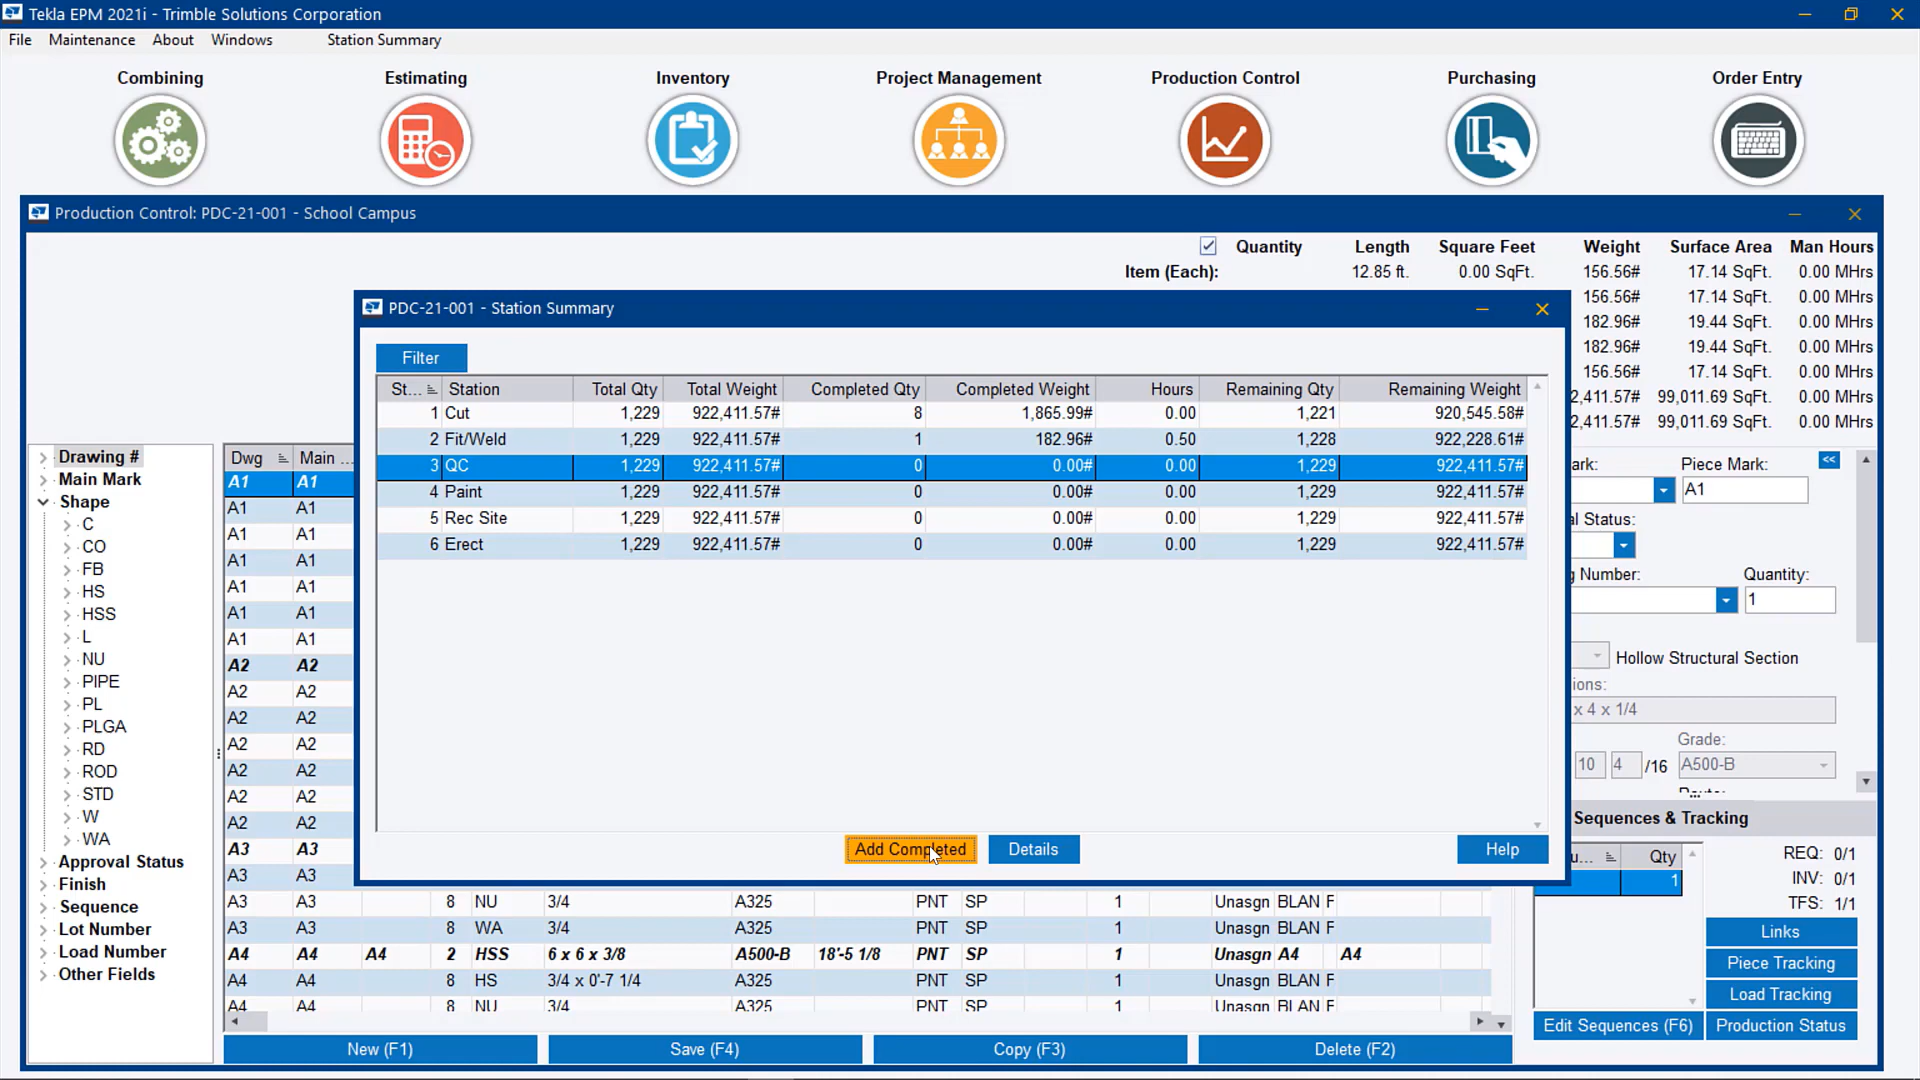 Tekla EPM 2021i - Trimble Solutions Corporation
File Maintenance About Windows Station Summary
Combining Estimating Inventory Project Management Production Control Purchasing Order Entry
Production Control: PDC-21-001 - School Campus
Quantity Length Square Feet Weight Surface Area Man Hours
Item (Each): 12.85 ft. 0.00 SqFt. 156.56# 17.14 SqFt. 0.00 MHrs
156.56# 17.14 SqFt. 0.00 MHrs
182.96# 19.44 SqFt. 0.00 MHrs
182.96# 19.44 SqFt. 0.00 MHrs
156.56# 17.14 SqFt. 0.00 MHrs
2,411.57# 99,011.69 SqFt. 0.00 MHrs
2,411.57# 99,011.69 SqFt. 0.00 MHrs
PDC-21-001 - Station Summary
Filter
St... Station Total Qty Total Weight Completed Qty Completed Weight Hours Remaining Qty Remaining Weight
1 Cut 1,229 922,411.57# 8 1,865.99# 0.00 1,221 920,545.58#
2 Fit/Weld 1,229 922,411.57# 1 182.96# 0.50 1,228 922,228.61#
3 QC 1,229 922,411.57# 0 0.00# 0.00 1,229 922,411.57#
4 Paint 1,229 922,411.57# 0 0.00# 0.00 1,229 922,411.57#
5 Rec Site 1,229 922,411.57# 0 0.00# 0.00 1,229 922,411.57#
6 Erect 1,229 922,411.57# 0 0.00# 0.00 1,229 922,411.57#
Add Completed Details Help
Drawing #
Main Mark
Shape
C
CO
FB
HS
HSS
L
NU
PIPE
PL
PLGA
RD
ROD
STD
W
WA
Approval Status
Finish
Sequence
Lot Number
Load Number
Other Fields
Dwg Main ...
A1 A1
A1 A1
A1 A1
A1 A1
A1 A1
A1 A1
A1 A1
A2 A2
A2 A2
A2 A2
A2 A2
A2 A2
A2 A2
A2 A2
A3 A3
A3 A3
A3 A3 8 NU 3/4 A325 PNT SP 1 Unasgn BLAN F
A3 A3 8 WA 3/4 A325 PNT SP 1 Unasgn BLAN F
A4 A4 A4 2 HSS 6 x 6 x 3/8 A500-B 18'-5 1/8 PNT SP 1 Unasgn A4 A4
A4 A4 8 HS 3/4 x 0'-7 1/4 A325 PNT SP 1 Unasgn BLAN F
A4 A4 8 NU 3/4 A325 PNT SP 1 Unasgn BLAN F
New (F1) Save (F4) Copy (F3) Delete (F2)
ark: Piece Mark: <<
A1
al Status:
g Number: Quantity:
1
Hollow Structural Section
ions:
x 4 x 1/4
Grade:
10 4 /16 A500-B
Sequences & Tracking
u... Qty
1
REQ: 0/1
INV: 0/1
TFS: 1/1
Links
Piece Tracking
Load Tracking
Edit Sequences (F6) Production Status